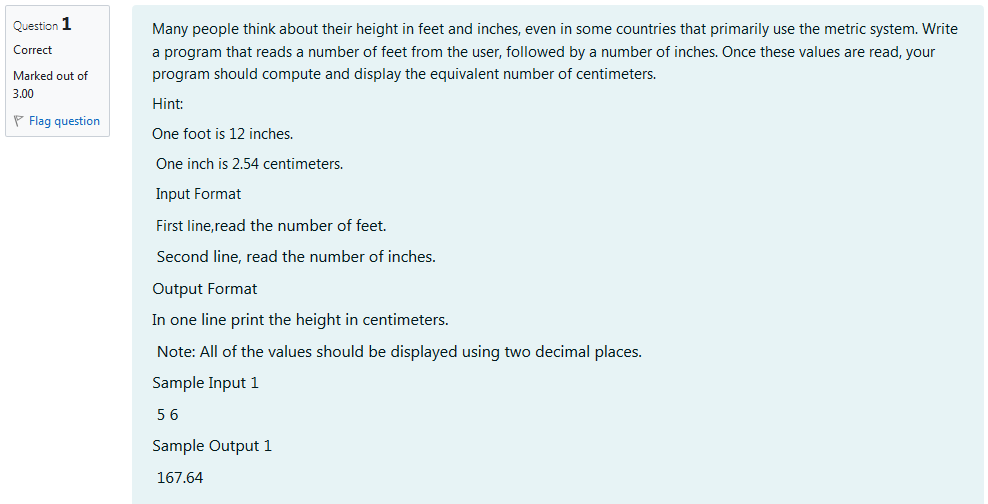 Question 1
Correct
Marked out of
3.00
Flag question
Many people think about their height in feet and inches, even in some countries that primarily use the metric system. Write
a program that reads a number of feet from the user, followed by a number of inches. Once these values are read, your
program should compute and display the equivalent number of centimeters.
Hint:
One foot is 12 inches.
One inch is 2.54 centimeters.
Input Format
First line,read the number of feet.
Second line, read the number of inches.
Output Format
In one line print the height in centimeters.
Note: All of the values should be displayed using two decimal places.
Sample Input 1
5 6
Sample Output 1
167.64